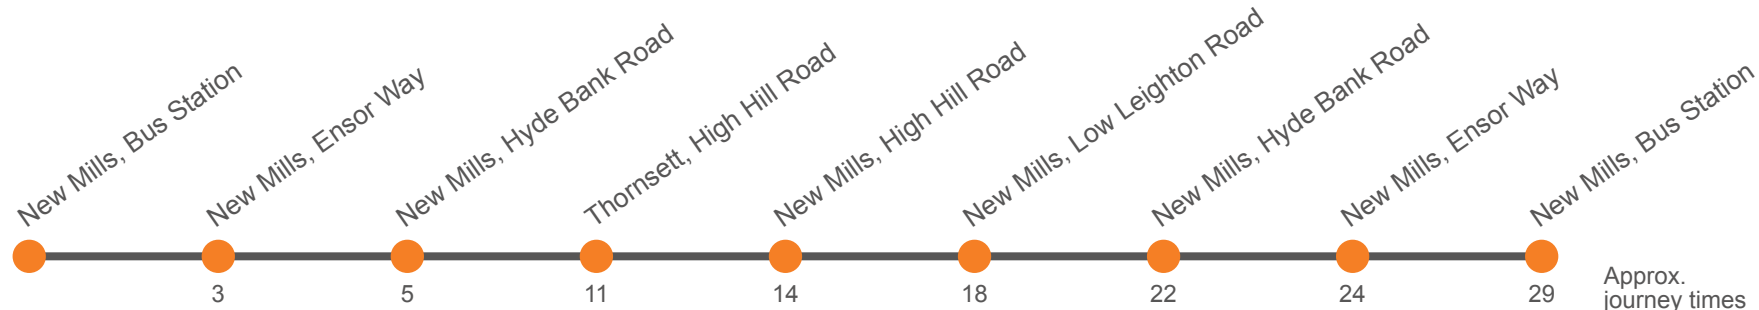 New Mills, Bus Station
New Mills, Ensor Way
New Mills, Hyde Bank Road
Thornsett, High Hill Road
New Mills, High Hill Road
New Mills, Low Leighton Road
New Mills, Hyde Bank Road
New Mills, Ensor Way
New Mills, Bus Station
3
5
11
14
18
22
24
29
Approx.
journey times